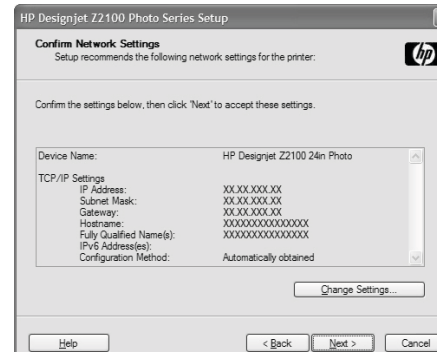 HP Designjet Z2100 Photo Series Setup
Confirm Network Settings
Setup recommends the following network settings for the printer:
hp
Confirm the settings below, then click 'Next' to accept these settings.
Device Name: HP Designjet Z2100 24in Photo
TCP/IP Settings
IP Address: XX.XX.XXX.XX
Subnet Mask: XX.XX.XXX.XX
Gateway: XX.XX.XXX.XX
Hostname: XXXXXXXXXXXXXXX
Fully Qualified Name(s): XXXXXXXXXXXXXXX
IPv6 Address(es):
Configuration Method: Automatically obtained
Change Settings...
Help < Back Next > Cancel